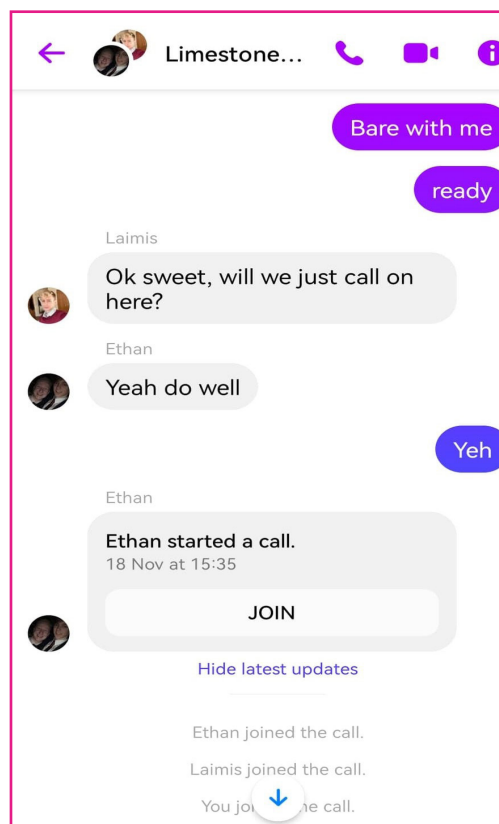 Limestone...
Bare with me
ready
Laimis
Ok sweet, will we just call on
here?
Ethan
Yeah do well
Yeh
Ethan
Ethan started a call.
18 Nov at 15:35
JOIN
Hide latest updates
Ethan joined the call.
Laimis joined the call.
You call.